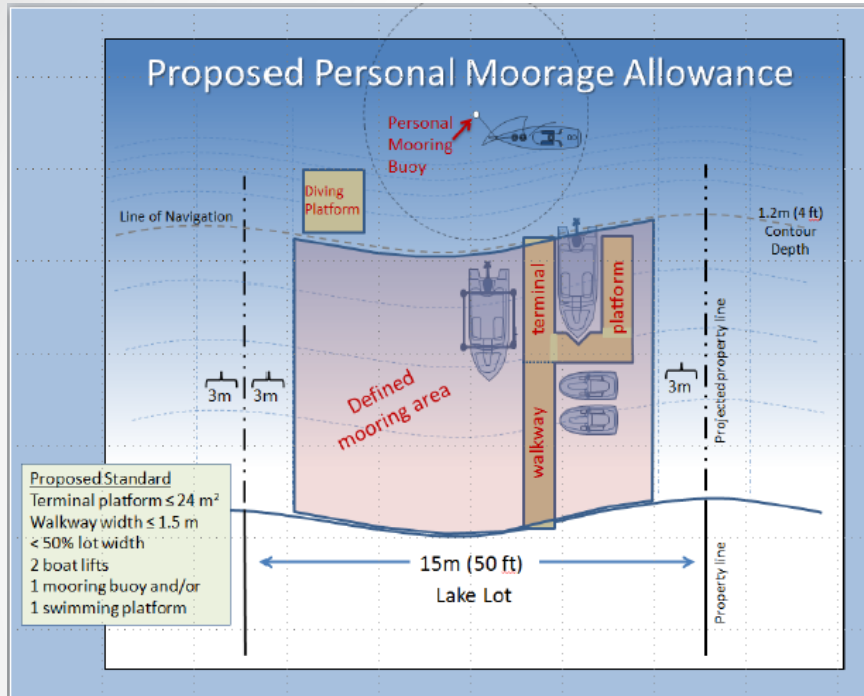 Proposed Personal Moorage Allowance
Personal
Mooring
Buoy
Diving
Platform
Line of Navigation
1.2m (4 ft)
Contour
Depth
terminal
platform
3m
3m
Defined
mooring area
3m
Projected property line
walkway
Proposed Standard
Terminal platform ≤ 24 m²
Walkway width ≤ 1.5 m
< 50% lot width
2 boat lifts
1 mooring buoy and/or
1 swimming platform
15m (50 ft)
Lake Lot
Property line